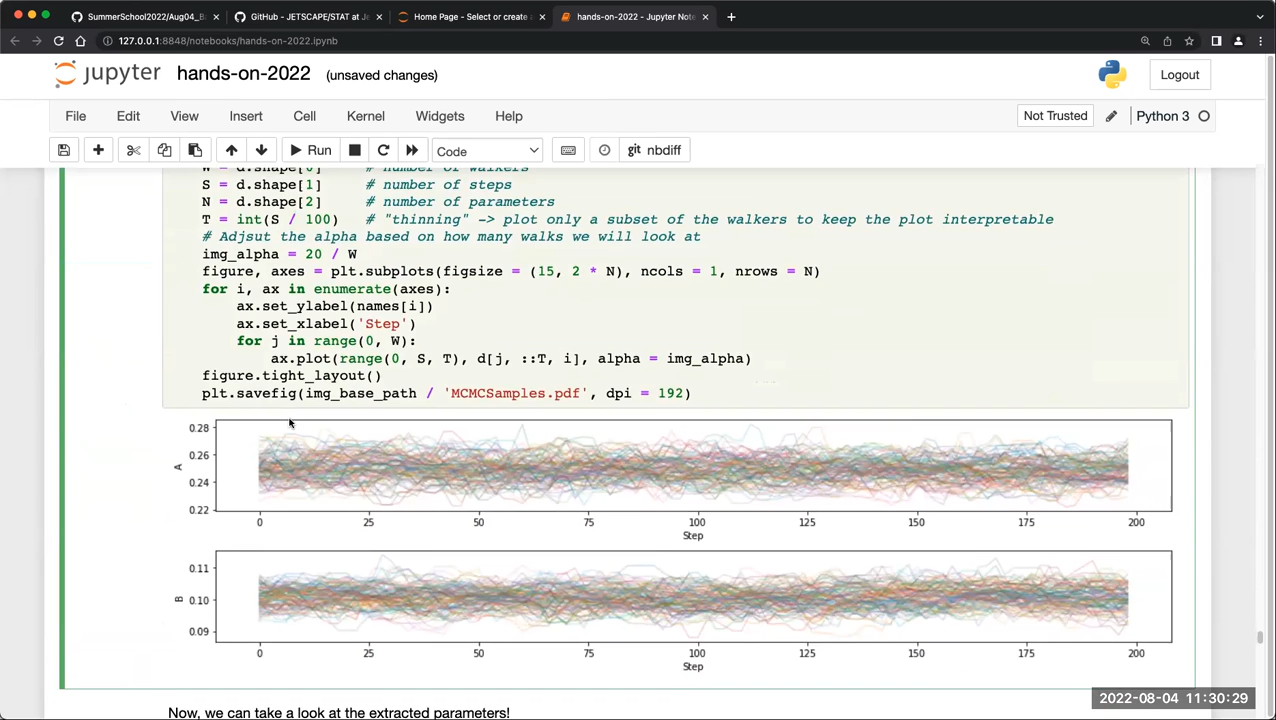 SummerSchool2022/Aug04_B
GitHub - JETSCAPE/STAT at J
Home Page - Select or create
hands-on-2022 - Jupyter Not
127.0.0.1:8848/notebooks/hands-on-2022.ipynb
jupyter hands-on-2022 (unsaved changes)
Logout
File Edit View Insert Cell Kernel Widgets Help
Not Trusted
Python 3
Run
Code
git nbdiff
W = d.shape[0] # number of walkers
S = d.shape[1] # number of steps
N = d.shape[2] # number of parameters
T = int(S / 100) # "thinning" -> plot only a subset of the walkers to keep the plot interpretable
# Adjsut the alpha based on how many walks we will look at
img_alpha = 20 / W
figure, axes = plt.subplots(figsize = (15, 2 * N), ncols = 1, nrows = N)
for i, ax in enumerate(axes):
ax.set_ylabel(names[i])
ax.set_xlabel('Step')
for j in range(0, W):
ax.plot(range(0, S, T), d[j, ::T, i], alpha = img_alpha)
figure.tight_layout()
plt.savefig(img_base_path / 'MCMCSamples.pdf', dpi = 192)
0.28
0.26
A
0.24
0.22
0 25 50 75 100 125 150 175 200
Step
0.11
B
0.10
0.09
0 25 50 75 100 125 150 175 200
Step
2022-08-04 11:30:29
Now, we can take a look at the extracted parameters!